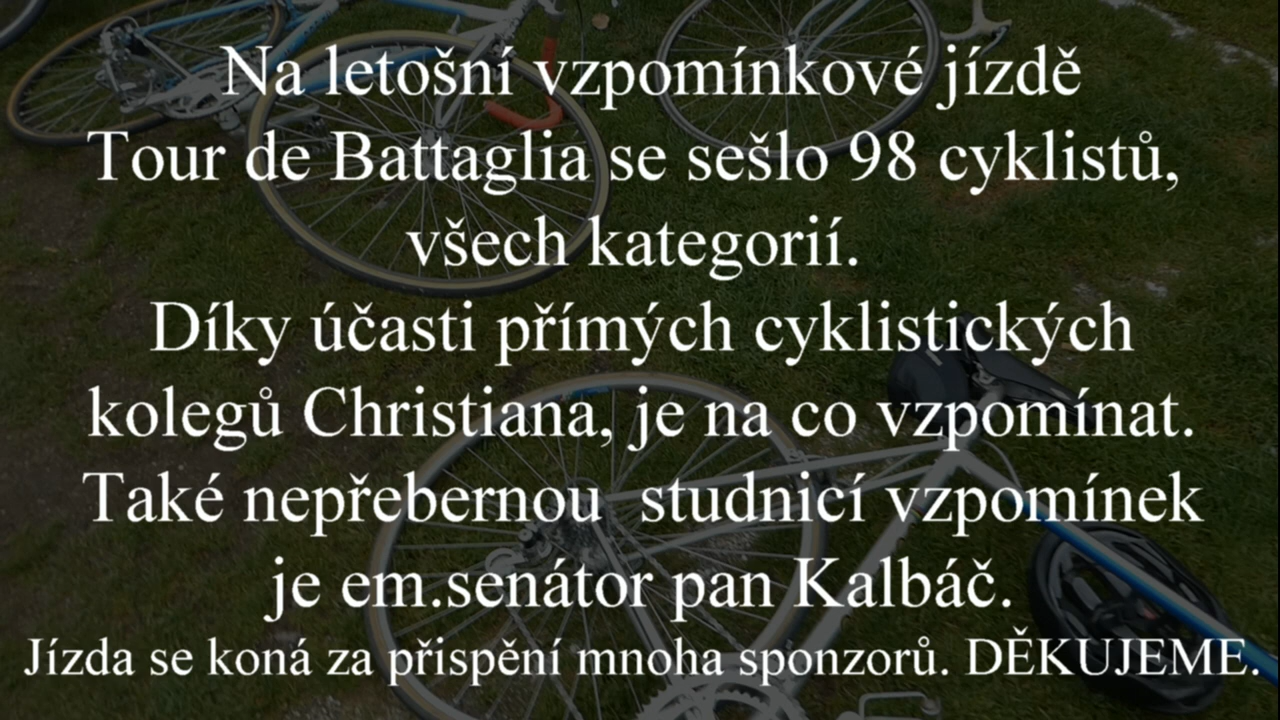 Na letošní vzpomínkové jízdě
Tour de Battaglia se sešlo 98 cyklistů,
všech kategorií.
Díky účasti přímých cyklistických
kolegů Christiana, je na co vzpomínat.
Také nepřebernou  studnicí vzpomínek
je em.senátor pan Kalbáč.
Jízda se koná za přispění mnoha sponzorů. DĚKUJEME.